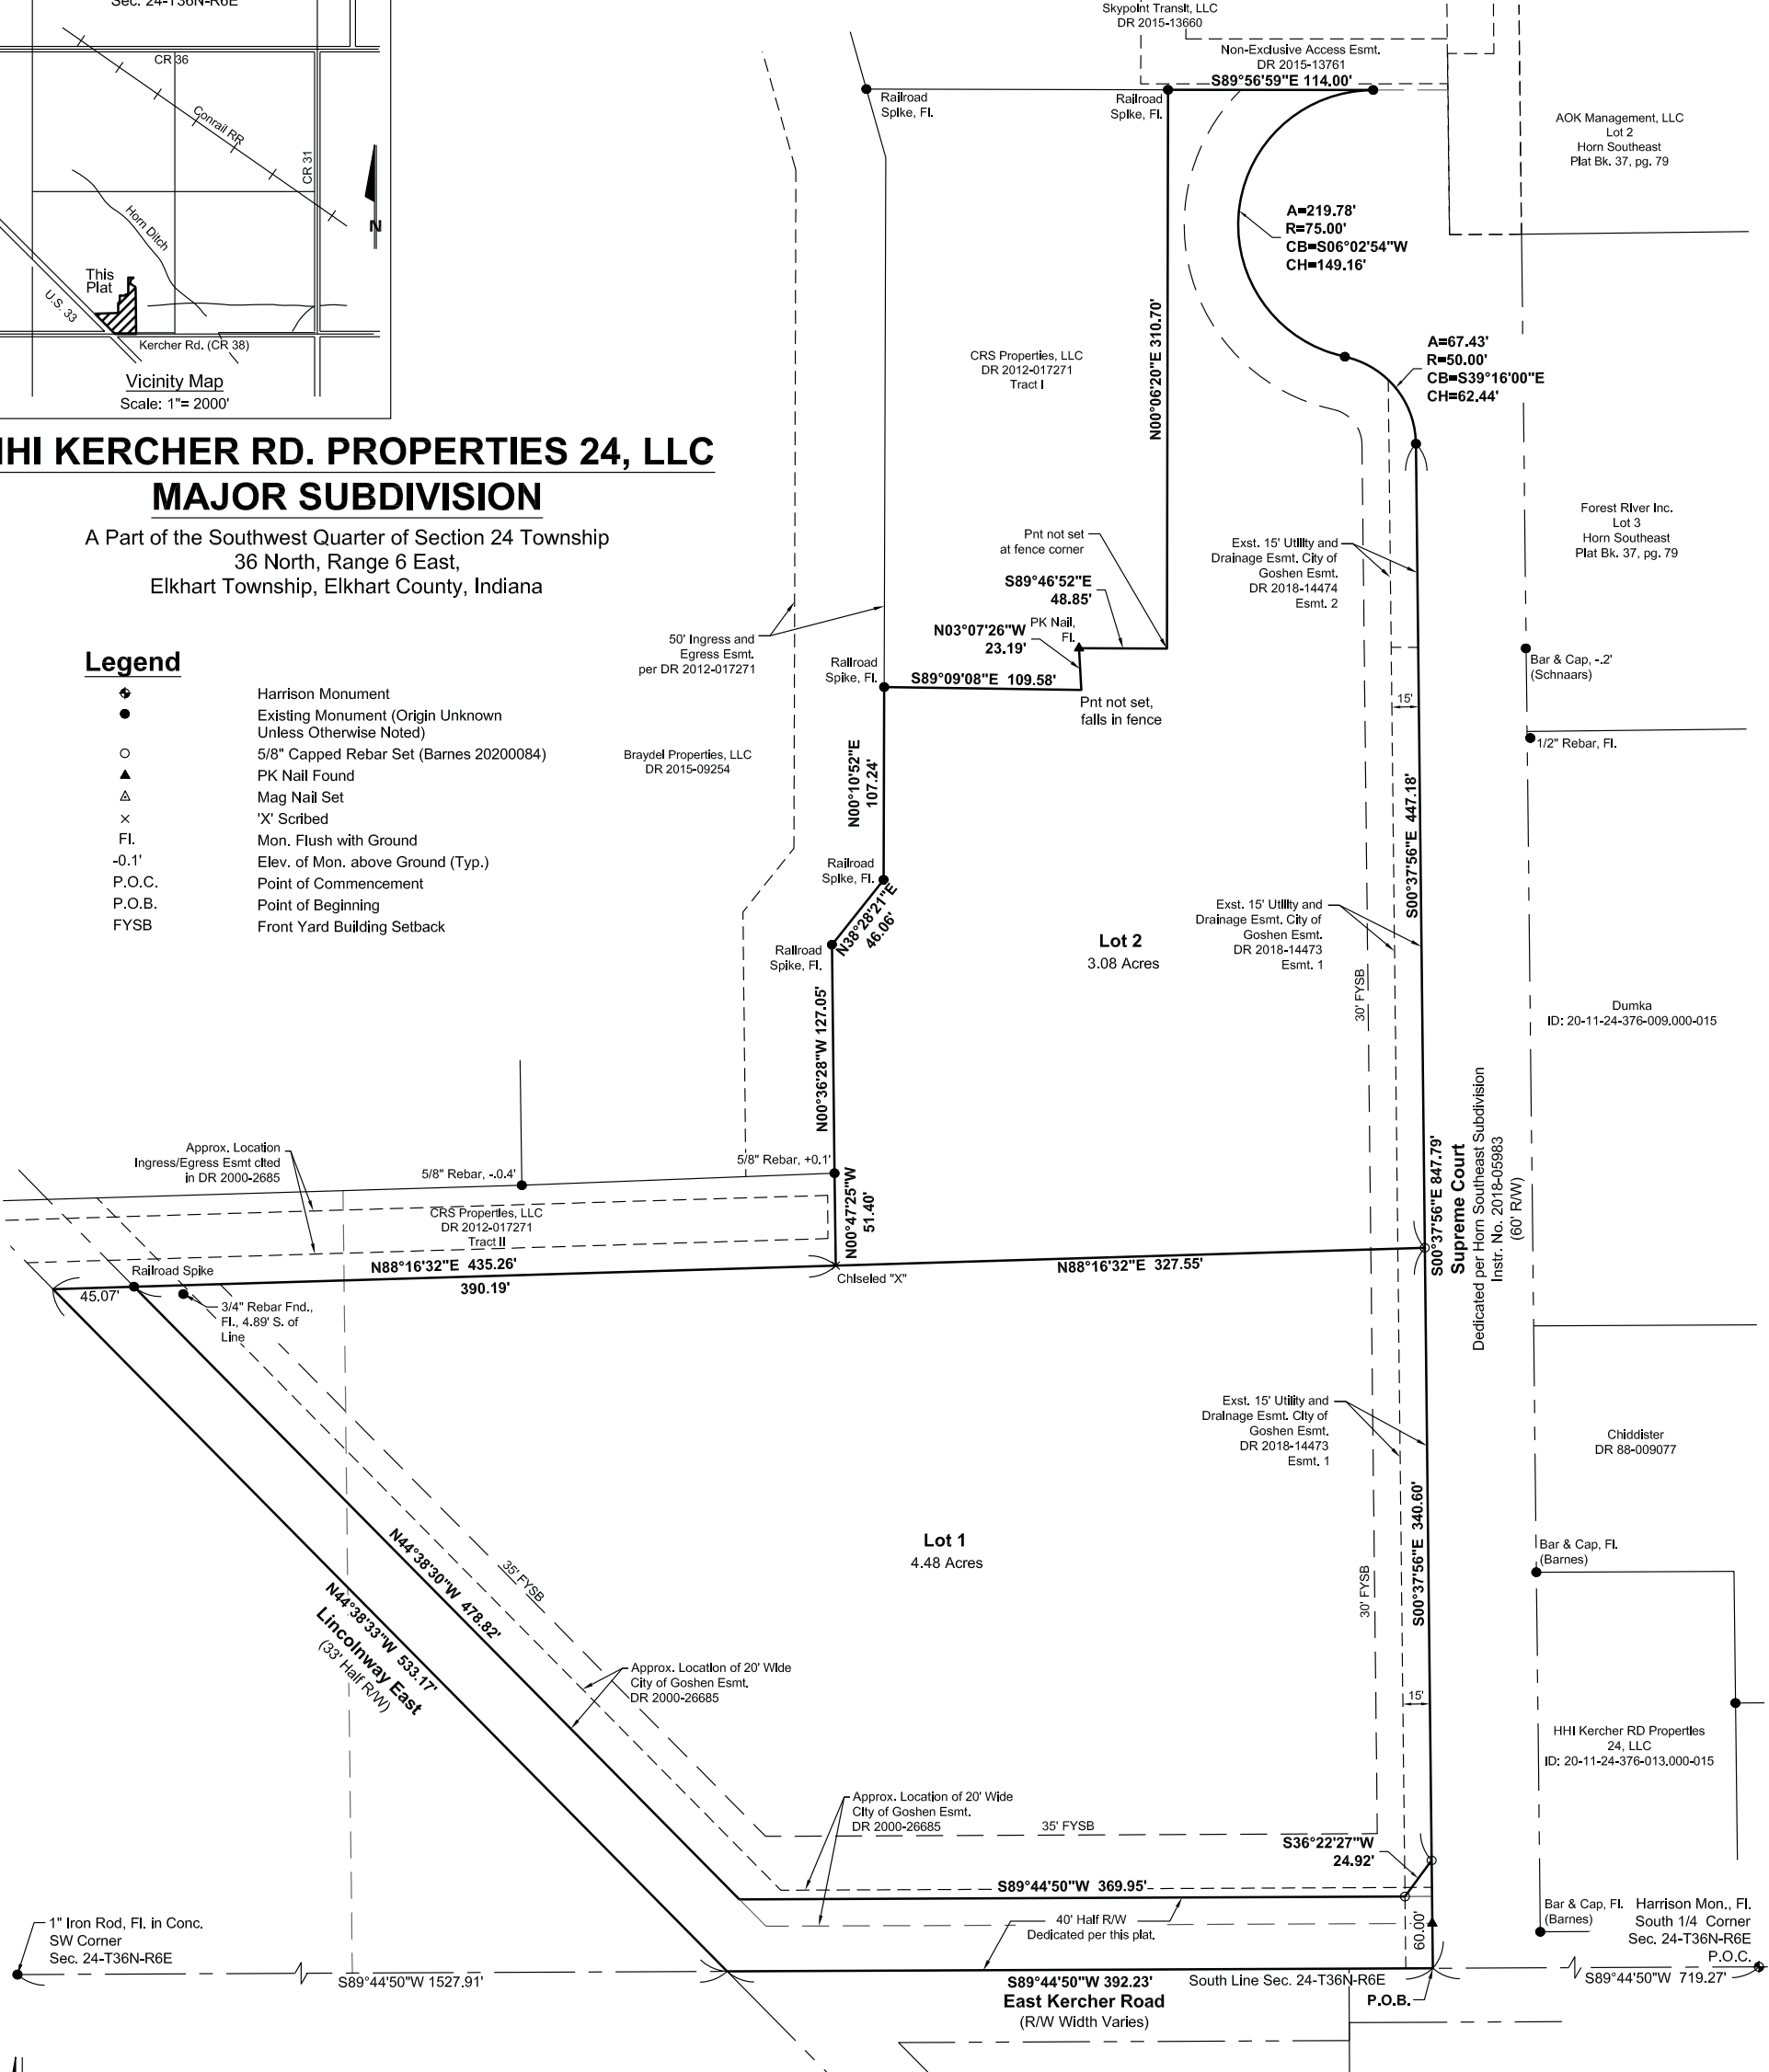 Sec. 24-T36N-R6E
CR 36
Conrail RR
CR 31
Horn Ditch
N
This
Plat
U.S. 33
Kercher Rd. (CR 38)
Vicinity Map
Scale: 1"= 2000'
HI KERCHER RD. PROPERTIES 24, LLC
MAJOR SUBDIVISION
A Part of the Southwest Quarter of Section 24 Township
36 North, Range 6 East,
Elkhart Township, Elkhart County, Indiana
Legend
Harrison Monument
Existing Monument (Origin Unknown
Unless Otherwise Noted)
5/8" Capped Rebar Set (Barnes 20200084)
PK Nail Found
Mag Nail Set
'X' Scribed
Fl. Mon. Flush with Ground
-0.1' Elev. of Mon. above Ground (Typ.)
P.O.C. Point of Commencement
P.O.B. Point of Beginning
FYSB Front Yard Building Setback
Skypoint Transit, LLC
DR 2015-13660
Non-Exclusive Access Esmt.
DR 2015-13761
S89°56'59"E 114.00'
Railroad
Spike, Fl.
Railroad
Spike, Fl.
AOK Management, LLC
Lot 2
Horn Southeast
Plat Bk. 37, pg. 79
A=219.78'
R=75.00'
CB=S06°02'54"W
CH=149.16'
N00°06'20"E 310.70'
CRS Properties, LLC
DR 2012-017271
Tract I
A=67.43'
R=50.00'
CB=S39°16'00"E
CH=62.44'
Forest River Inc.
Lot 3
Horn Southeast
Plat Bk. 37, pg. 79
Pnt not set
at fence corner
Exst. 15' Utility and
Drainage Esmt. City of
Goshen Esmt.
DR 2018-14474
Esmt. 2
S89°46'52"E
48.85'
N03°07'26"W
23.19'
PK Nail,
Fl.
50' Ingress and
Egress Esmt.
per DR 2012-017271
Railroad
Spike, Fl.
S89°09'08"E 109.58'
Pnt not set,
falls in fence
15'
Bar & Cap, -.2'
(Schnaars)
1/2" Rebar, Fl.
Braydel Properties, LLC
DR 2015-09254
N00°10'52"E
107.24'
S00°37'56"E 447.18'
Railroad
Spike, Fl.
N38°28'21"E
46.06'
Railroad
Spike, Fl.
Lot 2
3.08 Acres
Exst. 15' Utility and
Drainage Esmt. City of
Goshen Esmt.
DR 2018-14473
Esmt. 1
30' FYSB
N00°36'28"W 127.05'
Dumka
ID: 20-11-24-376-009.000-015
Approx. Location
Ingress/Egress Esmt cited
in DR 2000-2685
5/8" Rebar, -.0.4'
5/8" Rebar, +0.1'
N00°47'25"W
51.40'
CRS Properties, LLC
DR 2012-017271
Tract II
S00°37'56"E 847.79'
Supreme Court
Dedicated per Horn Southeast Subdivision
Instr. No. 2018-05983
(60' R/W)
Railroad Spike
N88°16'32"E 435.26'
390.19'
45.07'
Chiseled "X"
N88°16'32"E 327.55'
3/4" Rebar Fnd.,
Fl., 4.89' S. of
Line
Exst. 15' Utility and
Drainage Esmt. City of
Goshen Esmt.
DR 2018-14473
Esmt. 1
Chiddister
DR 88-009077
S00°37'56"E 340.60'
Lot 1
4.48 Acres
Bar & Cap, Fl.
(Barnes)
30' FYSB
N44°38'30"W 478.82'
35' FYSB
N44°38'33"W 533.17'
Lincolnway East
(33' Half R/W)
Approx. Location of 20' Wide
City of Goshen Esmt.
DR 2000-26685
15'
HHI Kercher RD Properties
24, LLC
ID: 20-11-24-376-013.000-015
Approx. Location of 20' Wide
City of Goshen Esmt.
DR 2000-26685
35' FYSB
S36°22'27"W
24.92'
S89°44'50"W 369.95'
40' Half R/W
Dedicated per this plat.
60.00'
Bar & Cap, Fl.
(Barnes)
Harrison Mon., Fl.
South 1/4 Corner
Sec. 24-T36N-R6E
P.O.C.
1" Iron Rod, Fl. in Conc.
SW Corner
Sec. 24-T36N-R6E
S89°44'50"W 1527.91'
S89°44'50"W 392.23'
South Line Sec. 24-T36N-R6E
S89°44'50"W 719.27'
East Kercher Road
(R/W Width Varies)
P.O.B.